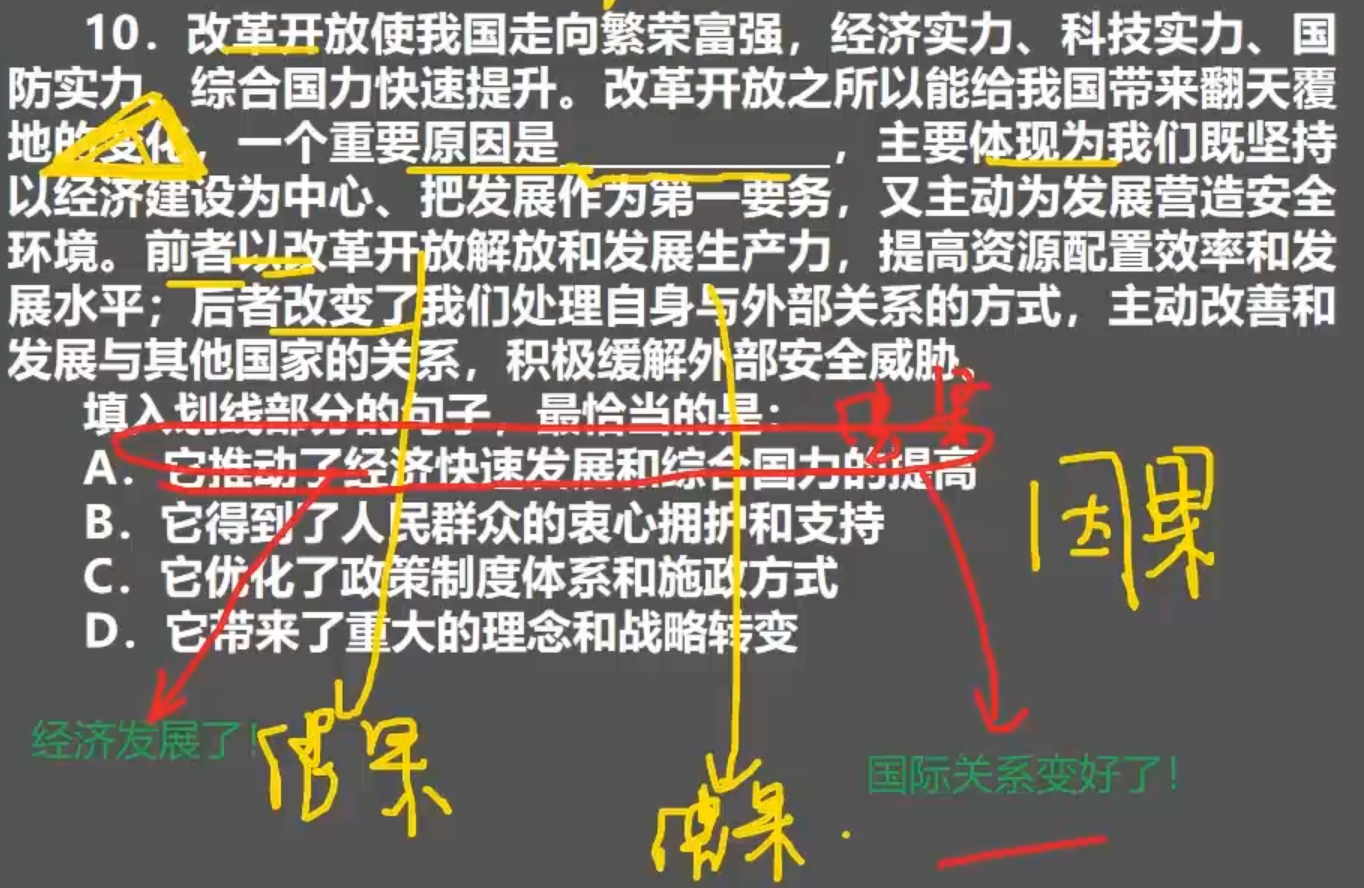 10. 改革开放使我国走向繁荣富强，经济实力、科技实力、国
防实力、综合国力快速提升。改革开放之所以能给我国带来翻天覆
地的变化，一个重要原因是__________，主要体现为我们既坚持
以经济建设为中心、把发展作为第一要务，又主动为发展营造安全
环境。前者以改革开放解放和发展生产力，提高资源配置效率和发
展水平；后者改变了我们处理自身与外部关系的方式，主动改善和
发展与其他国家的关系，积极缓解外部安全威胁。
填入划线部分的句子，最恰当的是：
A. 它推动了经济快速发展和综合国力的提高
B. 它得到了人民群众的衷心拥护和支持
C. 它优化了政策制度体系和施政方式
D. 它带来了重大的理念和战略转变
因果
经济发展了！
国际关系变好了！